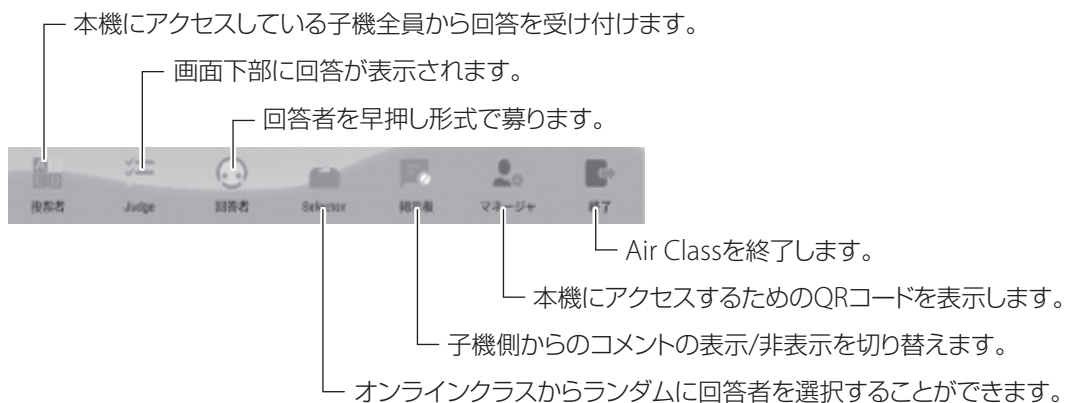 本機にアクセスしている子機全員から回答を受け付けます。
画面下部に回答が表示されます。
回答者を早押し形式で募ります。
Judge 回答者 Selector マネージャ 終了
Air Classを終了します。
本機にアクセスするためのQRコードを表示します。
子機側からのコメントの表示/非表示を切り替えます。
オンラインクラスからランダムに回答者を選択することができます。